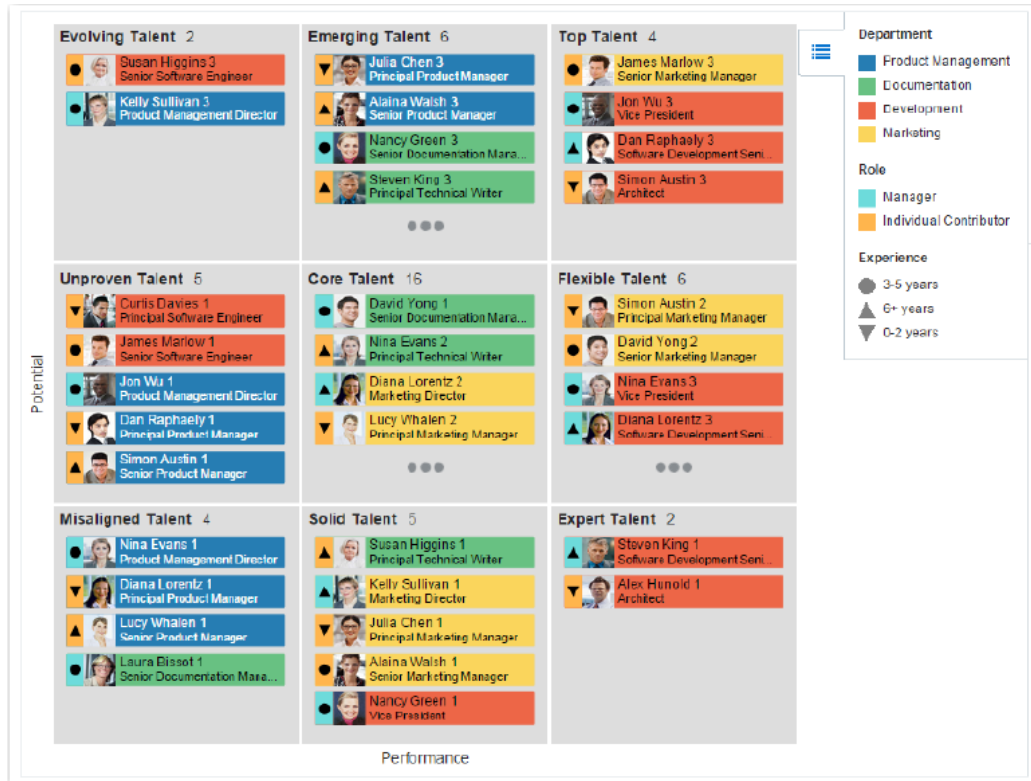 Evolving Talent 2
Susan Higgins 3
Senior Software Engineer
Kelly Sullivan 3
Product Management Director
Emerging Talent 6
Julia Chen 3
Principal Product Manager
Alaina Walsh 3
Senior Product Manager
Nancy Green 3
Senior Documentation Mana...
Steven King 3
Principal Technical Writer
Top Talent 4
James Marlow 3
Senior Marketing Manager
Jon Wu 3
Vice President
Dan Raphaely 3
Software Development Seni...
Simon Austin 3
Architect
Unproven Talent 5
Curtis Davies 1
Principal Software Engineer
James Marlow 1
Senior Software Engineer
Jon Wu 1
Product Management Director
Dan Raphaely 1
Principal Product Manager
Simon Austin 1
Senior Product Manager
Core Talent 16
David Yong 1
Senior Documentation Mana...
Nina Evans 2
Principal Technical Writer
Diana Lorentz 2
Marketing Director
Lucy Whalen 2
Principal Marketing Manager
Flexible Talent 6
Simon Austin 2
Principal Marketing Manager
David Yong 2
Senior Marketing Manager
Nina Evans 3
Vice President
Diana Lorentz 3
Software Development Seni...
Misaligned Talent 4
Nina Evans 1
Product Management Director
Diana Lorentz 1
Principal Product Manager
Lucy Whalen 1
Senior Product Manager
Laura Bissot 1
Senior Documentation Mana...
Solid Talent 5
Susan Higgins 1
Principal Technical Writer
Kelly Sullivan 1
Marketing Director
Julia Chen 1
Principal Marketing Manager
Alaina Walsh 1
Senior Marketing Manager
Nancy Green 1
Vice President
Expert Talent 2
Steven King 1
Software Development Seni...
Alex Hunold 1
Architect
Potential
Performance
Department
Product Management
Documentation
Development
Marketing
Role
Manager
Individual Contributor
Experience
3-5 years
6+ years
0-2 years